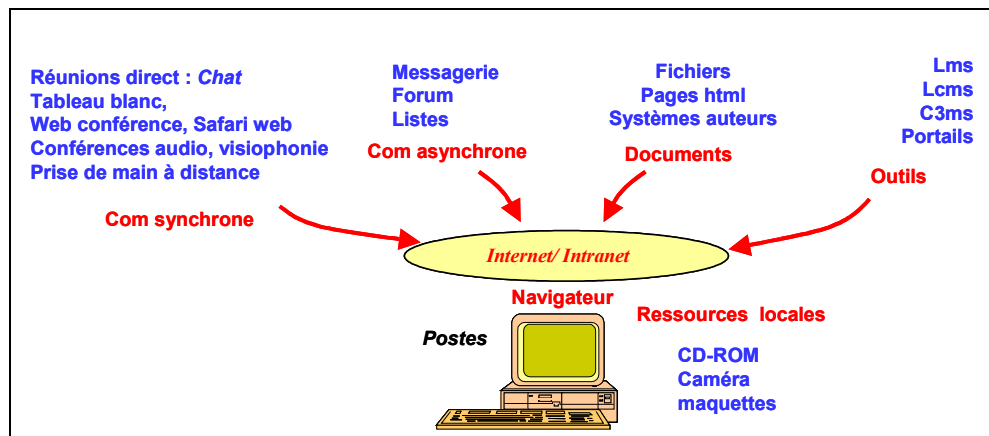 Réunions direct : Chat
Tableau blanc,
Web conférence, Safari web
Conférences audio, visiophonie
Prise de main à distance
Com synchrone
Messagerie
Forum
Listes
Com asynchrone
Fichiers
Pages html
Systèmes auteurs
Documents
Lms
Lcms
C3ms
Portails
Outils
Internet/ Intranet
Navigateur
Postes
Ressources locales
CD-ROM
Caméra
maquettes